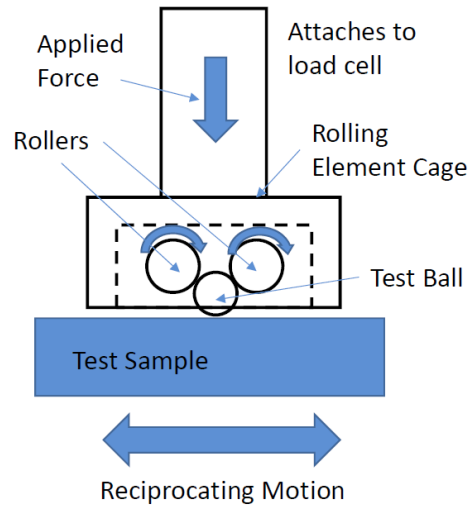 Applied
Force
Attaches to
load cell
Rollers
Rolling
Element Cage
Test Ball
Test Sample
Reciprocating Motion